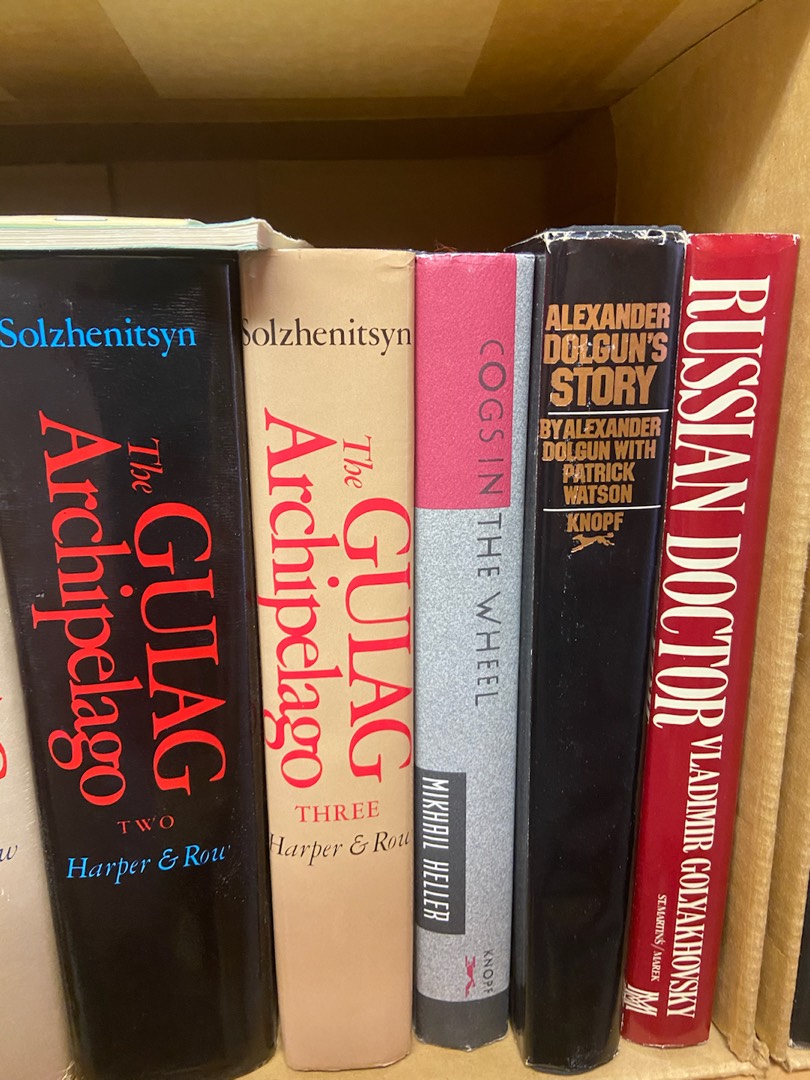 Solzhenitsyn
The GULAG
Archipelago
TWO
Harper & Row
Solzhenitsyn
The GULAG
Archipelago
THREE
Harper & Row
COGS IN THE WHEEL
MIKHAIL HELLER
KNOPF
ALEXANDER
DOLGUN'S
STORY
BY ALEXANDER
DOLGUN WITH
PATRICK
WATSON
KNOPF
RUSSIAN DOCTOR VLADIMIR GOLYAKHOVSKY
ST. MARTIN'S / MAREK